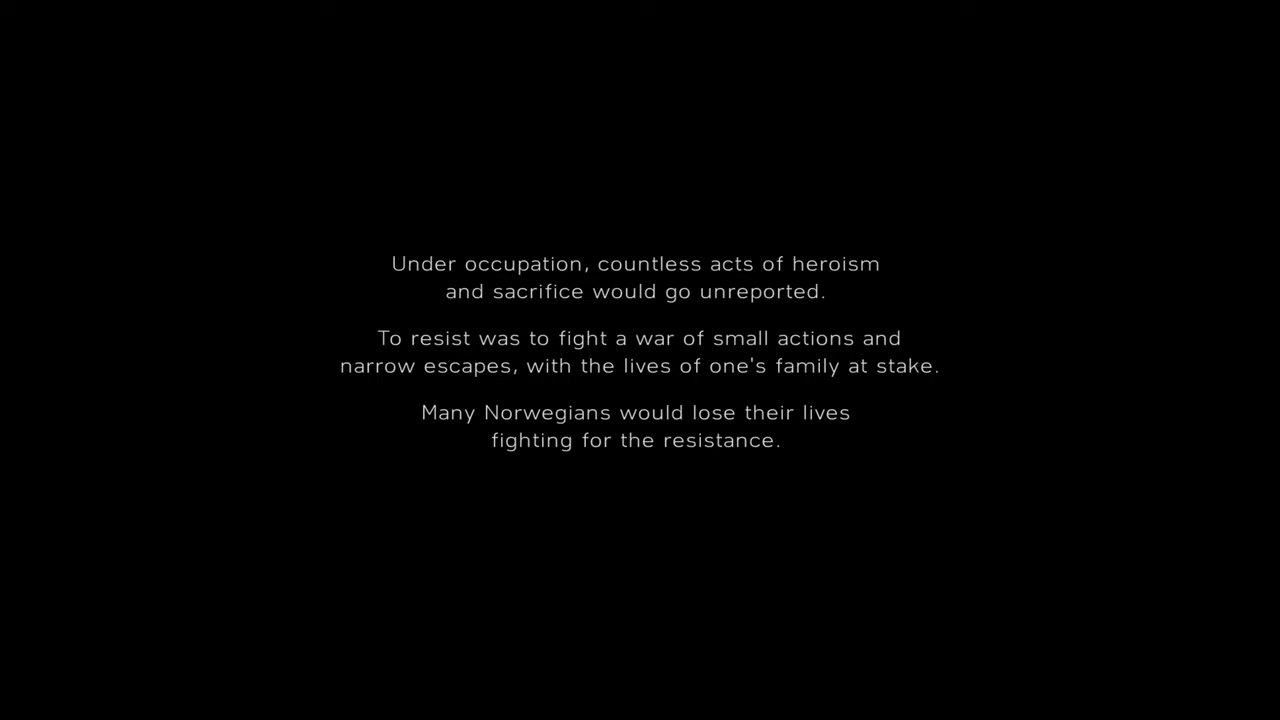 Under occupation, countless acts of heroism
and sacrifice would go unreported.
To resist was to fight a war of small actions and
narrow escapes, with the lives of one's family at stake.
Many Norwegians would lose their lives
fighting for the resistance.